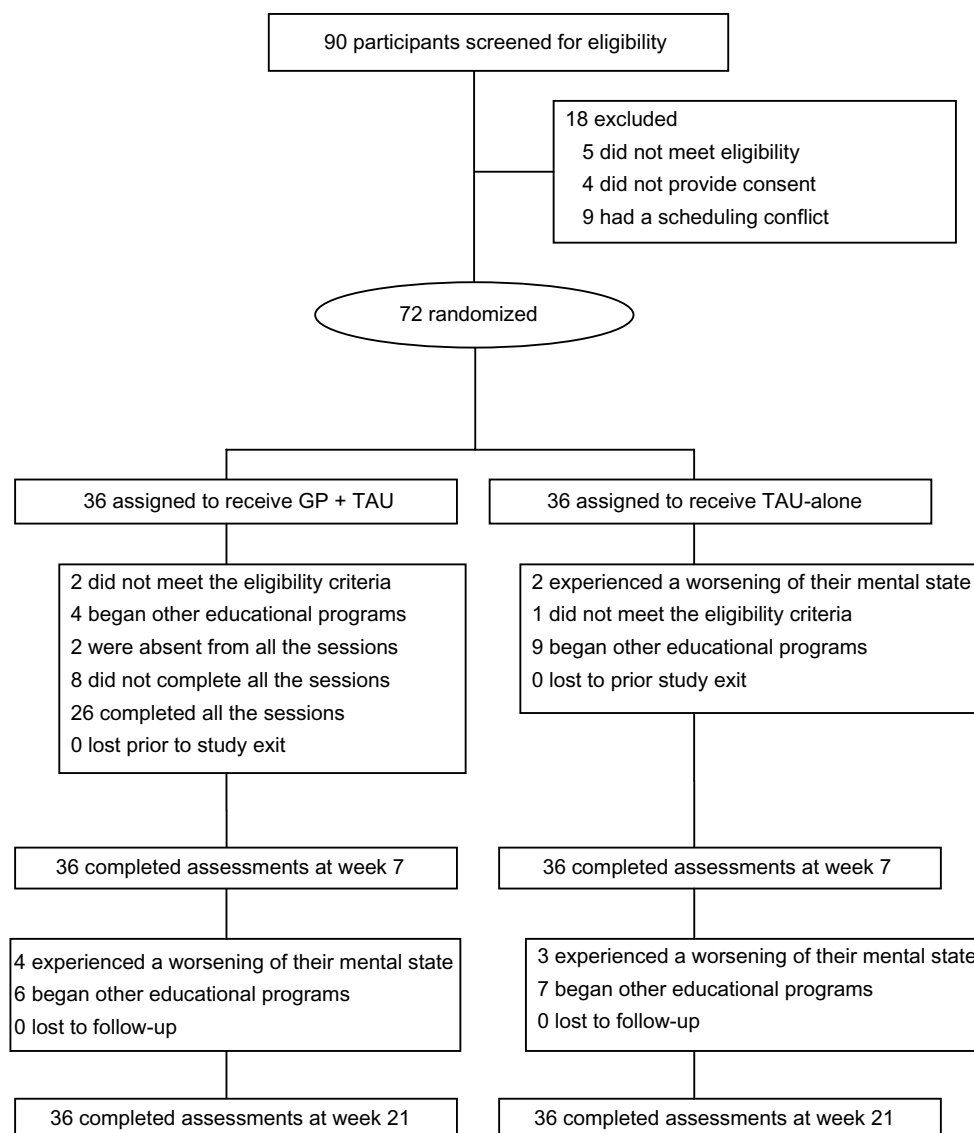 90 participants screened for eligibility
18 excluded
5 did not meet eligibility
4 did not provide consent
9 had a scheduling conflict
72 randomized
36 assigned to receive GP + TAU
36 assigned to receive TAU-alone
2 did not meet the eligibility criteria
4 began other educational programs
2 were absent from all the sessions
8 did not complete all the sessions
26 completed all the sessions
0 lost prior to study exit
2 experienced a worsening of their mental state
1 did not meet the eligibility criteria
9 began other educational programs
0 lost to prior study exit
36 completed assessments at week 7
36 completed assessments at week 7
4 experienced a worsening of their mental state
6 began other educational programs
0 lost to follow-up
3 experienced a worsening of their mental state
7 began other educational programs
0 lost to follow-up
36 completed assessments at week 21
36 completed assessments at week 21